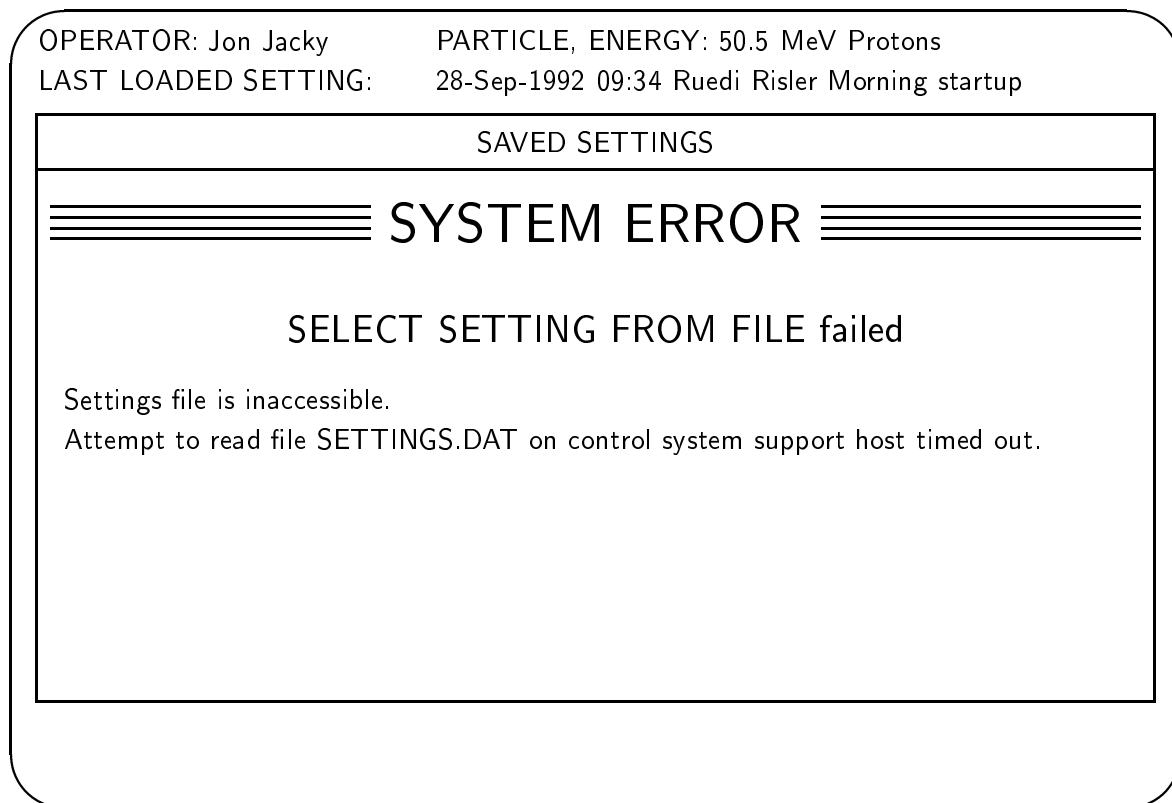 OPERATOR: Jon Jacky PARTICLE, ENERGY: 50.5 MeV Protons
LAST LOADED SETTING: 28-Sep-1992 09:34 Ruedi Risler Morning startup
SAVED SETTINGS
SYSTEM ERROR
SELECT SETTING FROM FILE failed
Settings file is inaccessible.
Attempt to read file SETTINGS.DAT on control system support host timed out.